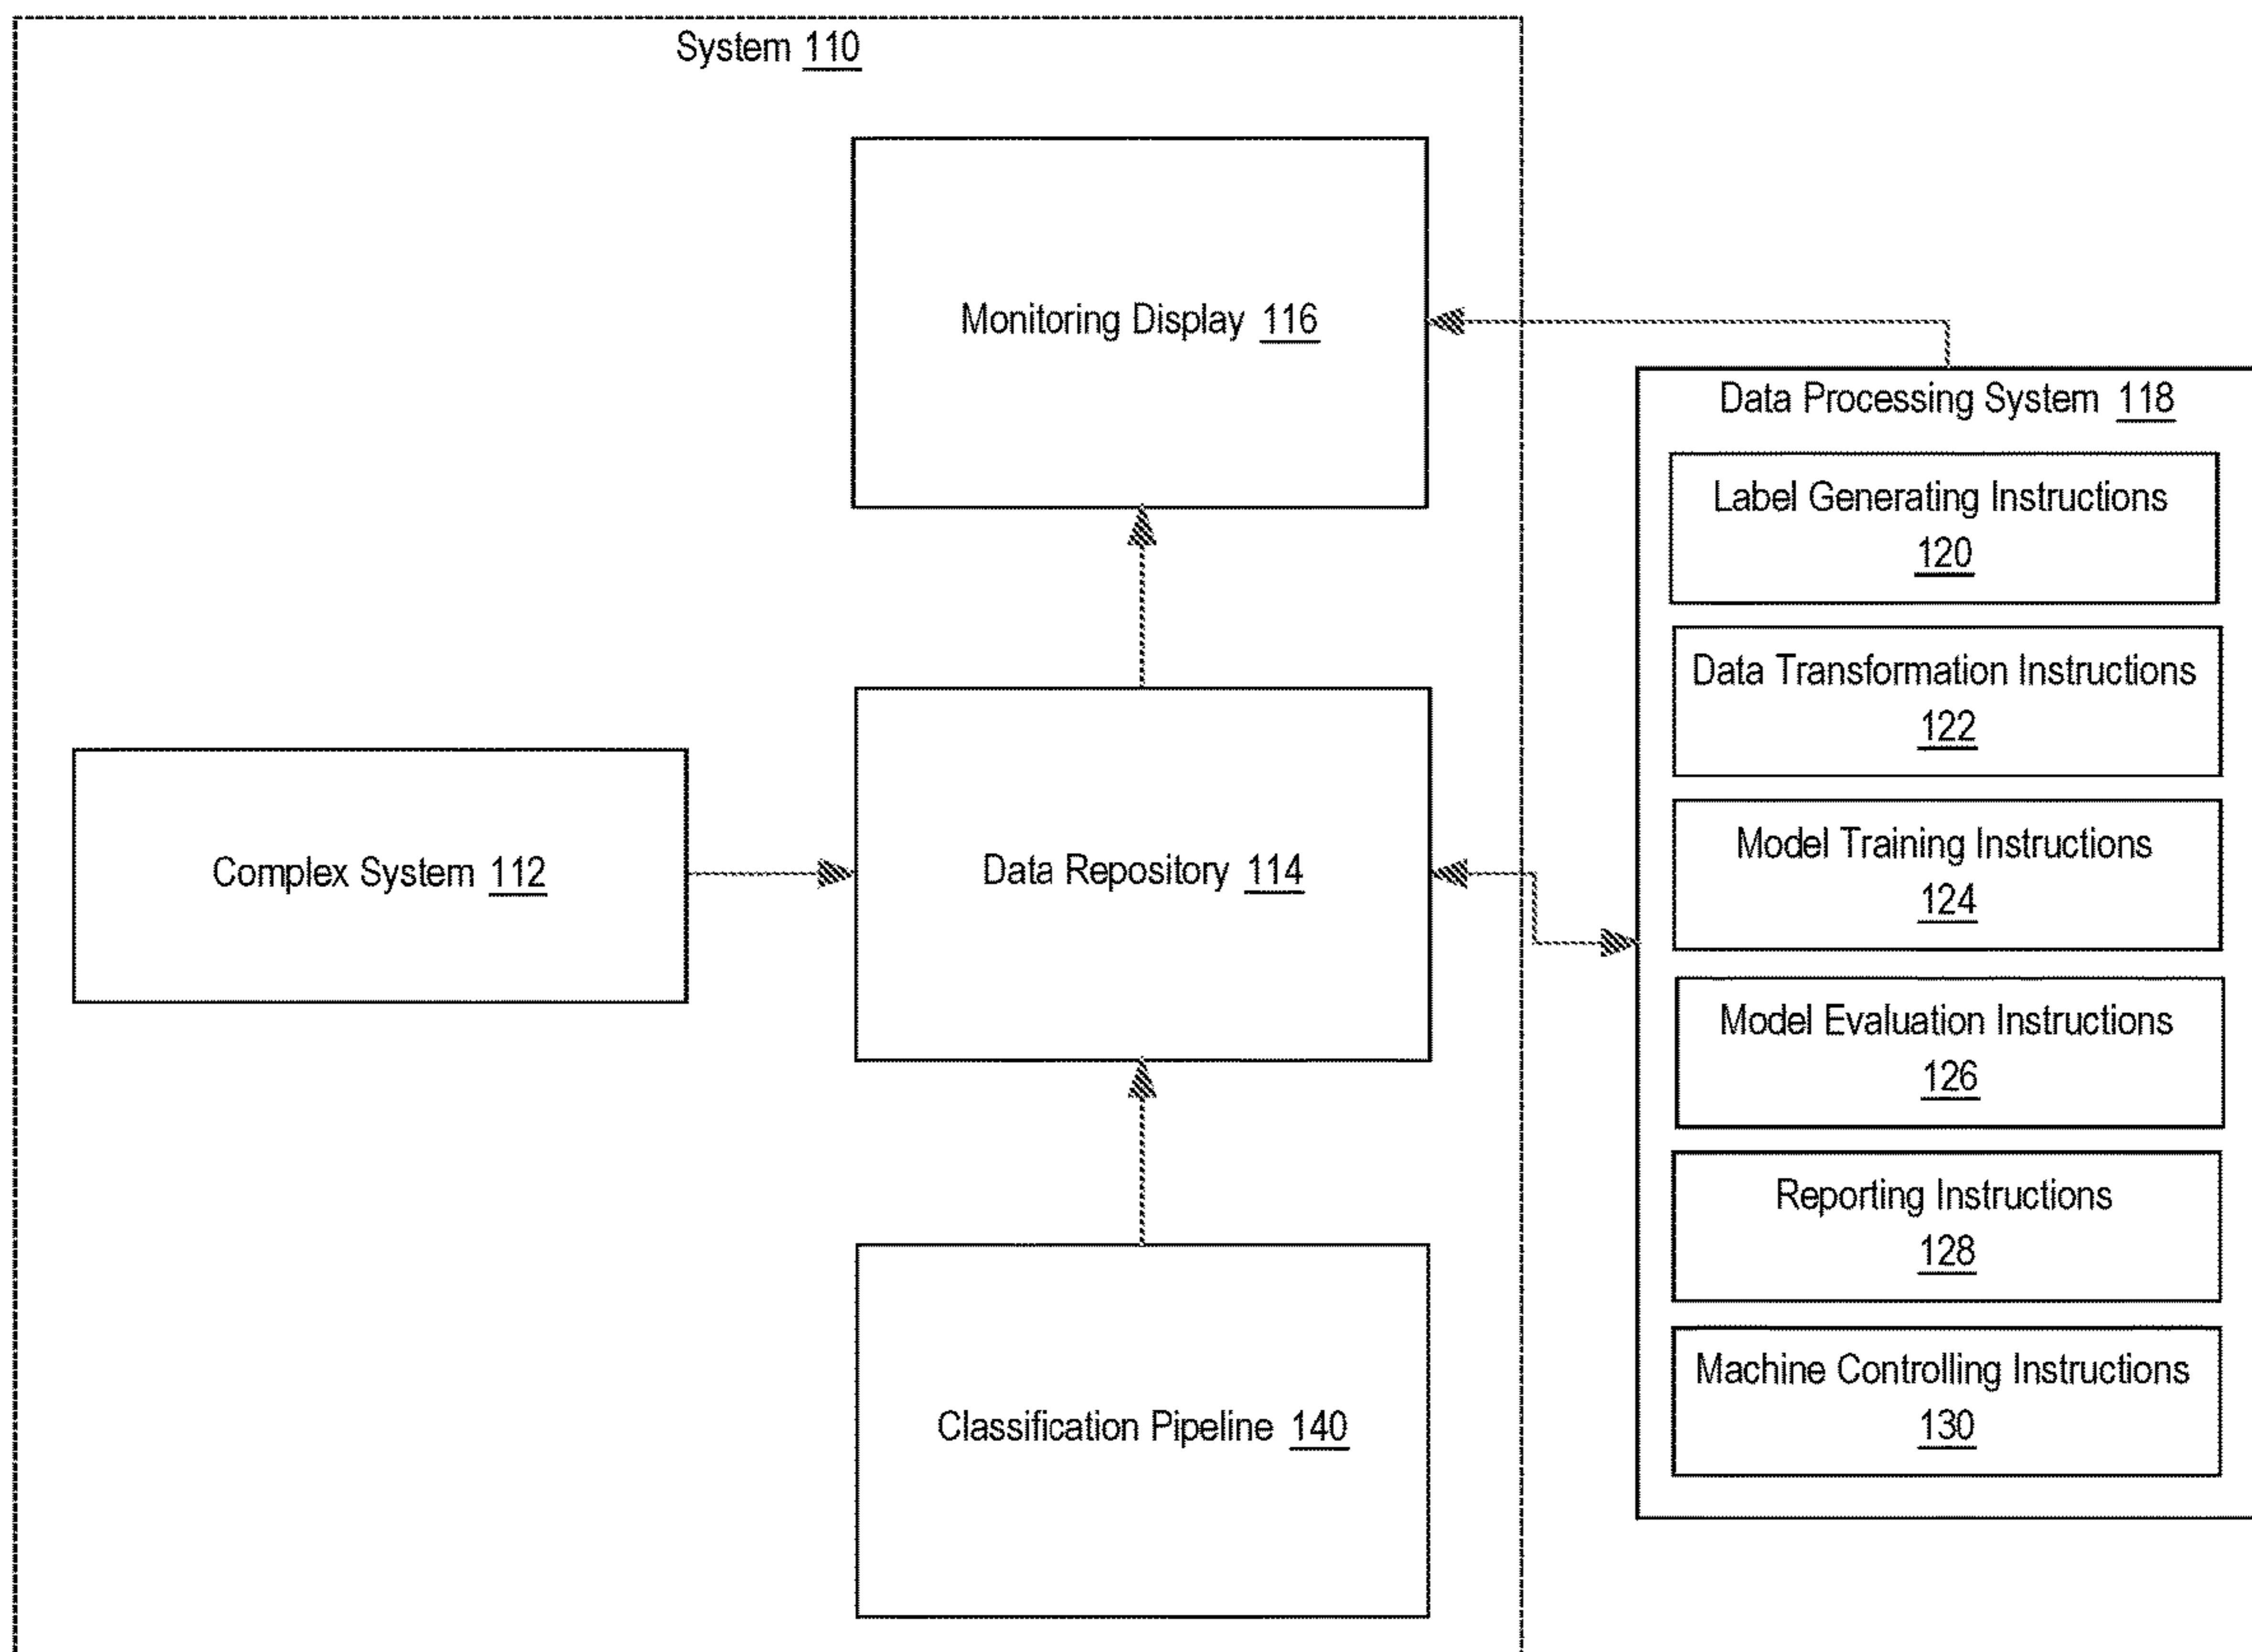 System 110
Monitoring Display 116
Data Processing System 118
Label Generating Instructions
120
Data Transformation Instructions
122
Model Training Instructions
124
Complex System 112
Data Repository 114
Model Evaluation Instructions
126
Reporting Instructions
128
Machine Controlling Instructions
130
Classification Pipeline 140